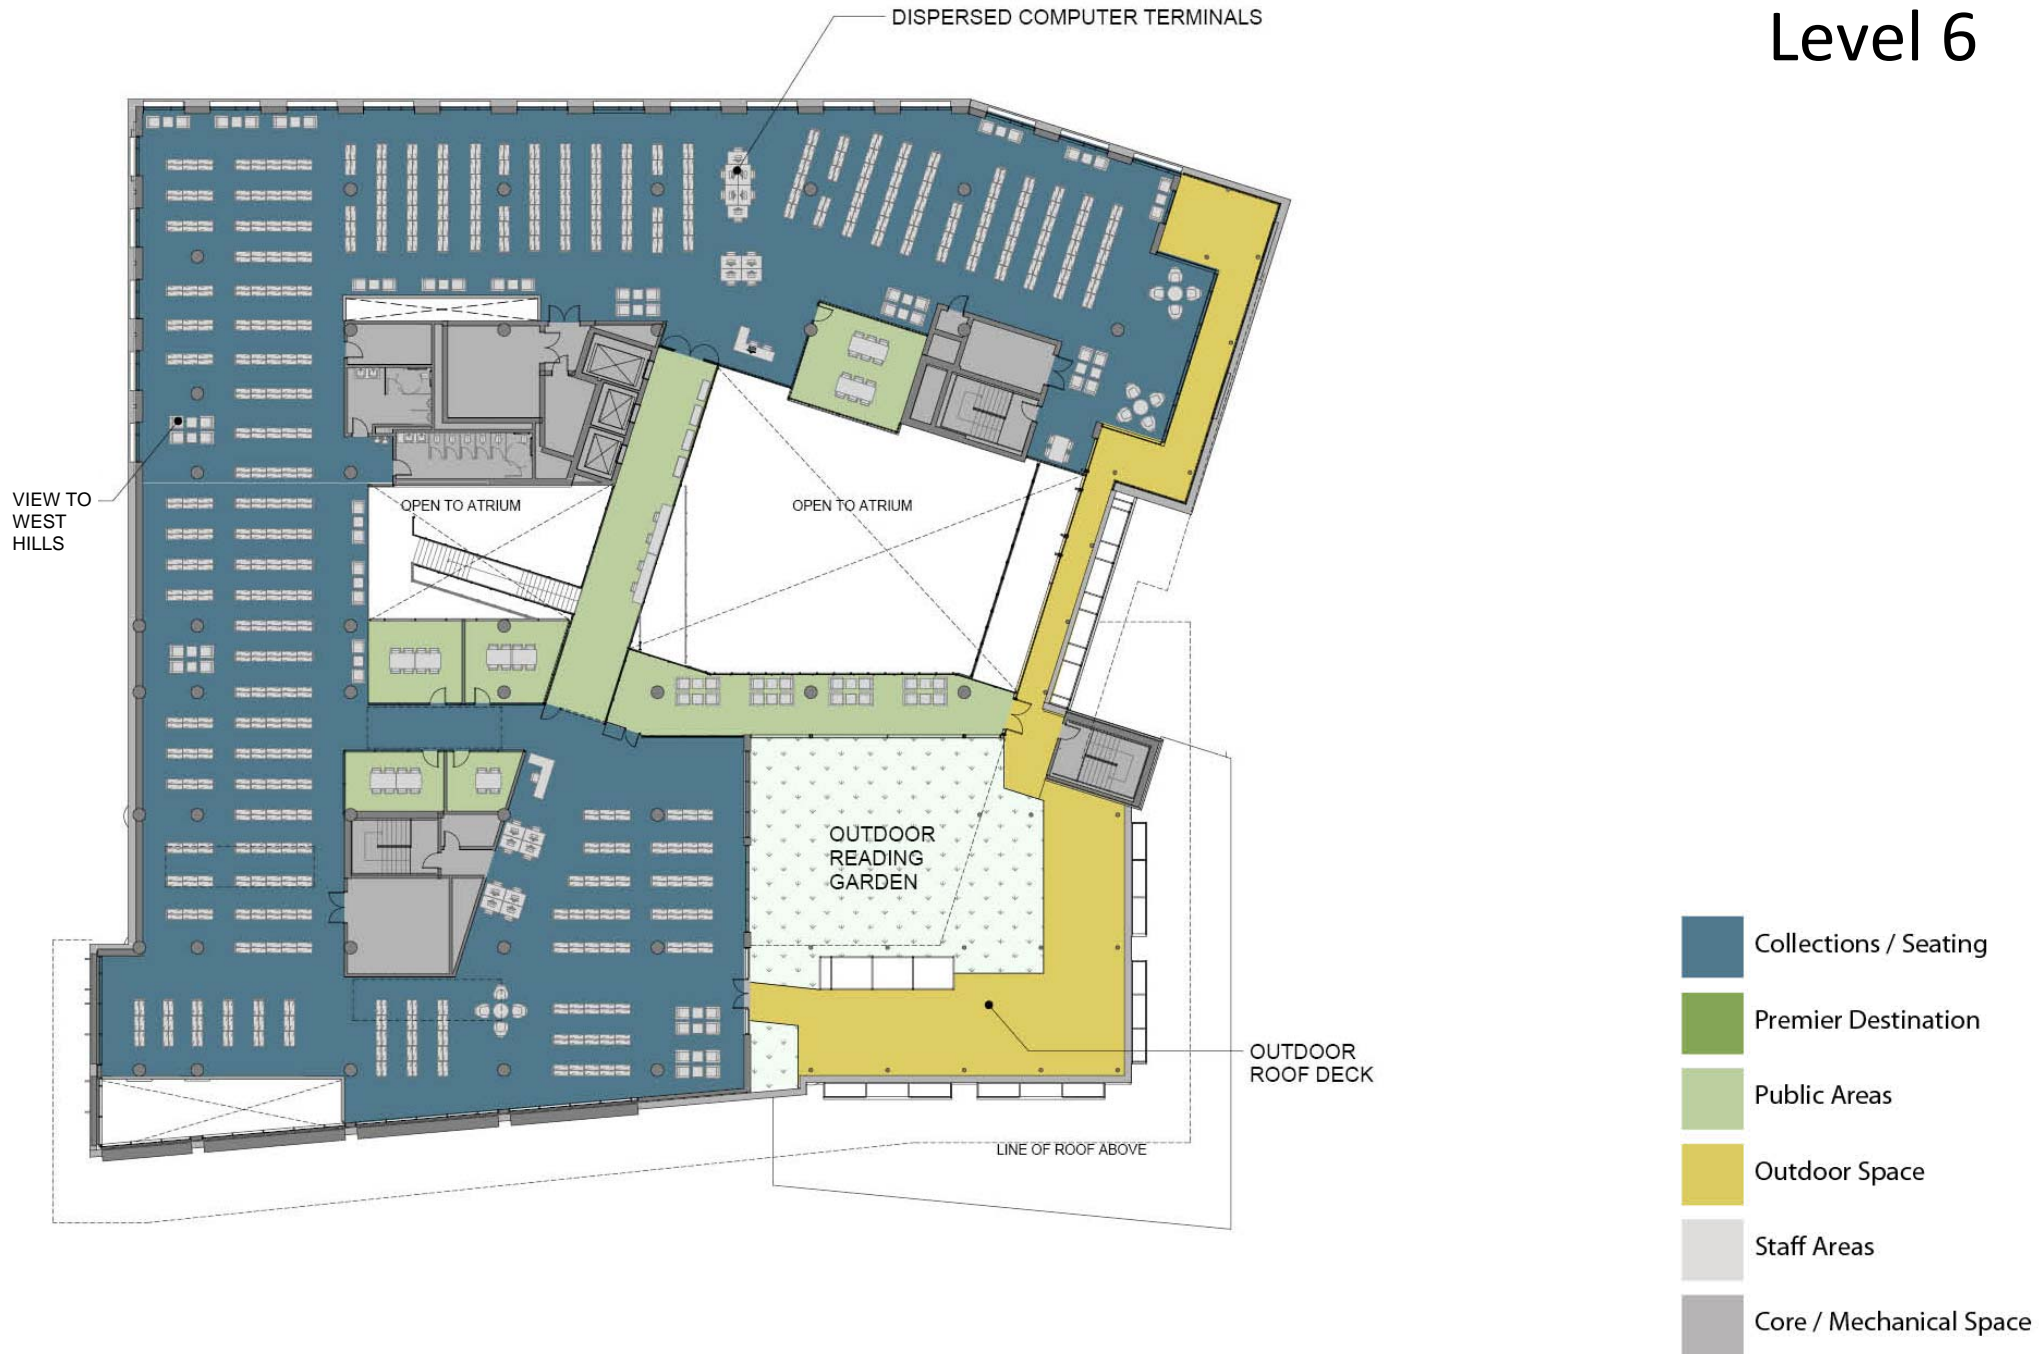 DISPERSED COMPUTER TERMINALS
Level 6
VIEW TO
WEST
HILLS
OPEN TO ATRIUM
OPEN TO ATRIUM
OUTDOOR
READING
GARDEN
OUTDOOR
ROOF DECK
LINE OF ROOF ABOVE
Collections / Seating
Premier Destination
Public Areas
Outdoor Space
Staff Areas
Core / Mechanical Space